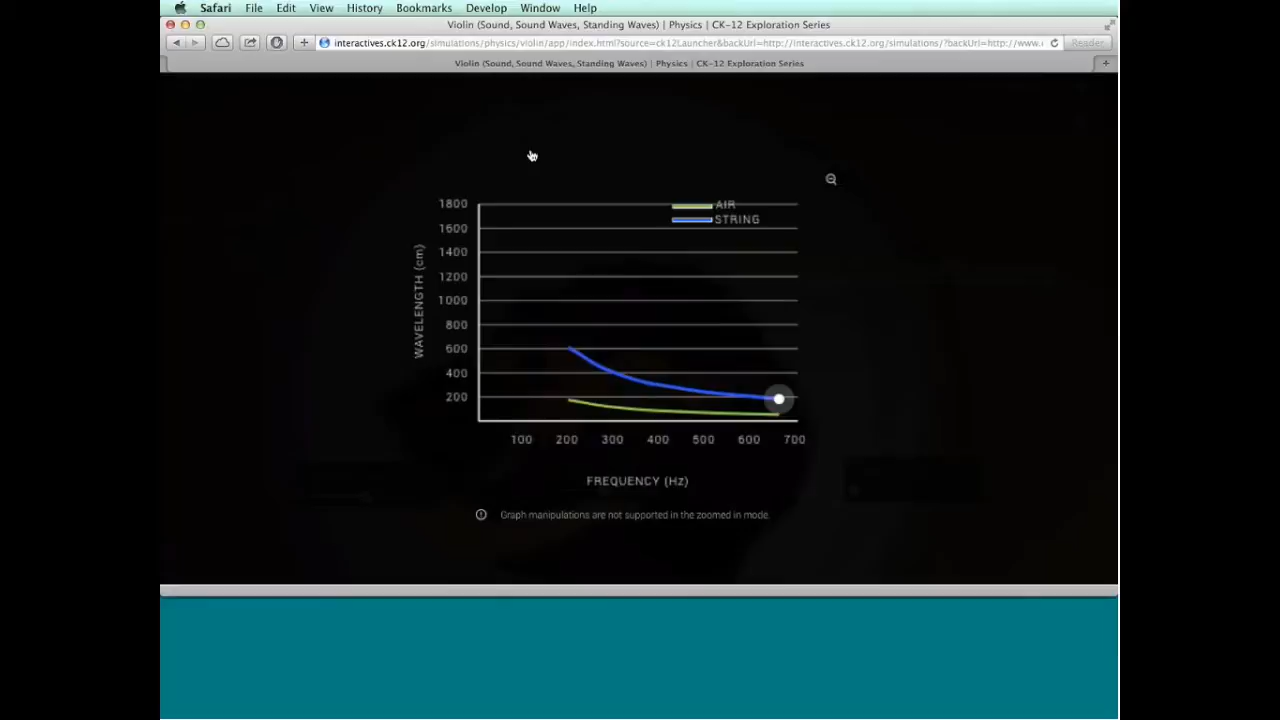 Safari File Edit View History Bookmarks Develop Window Help
Violin (Sound, Sound Waves, Standing Waves) | Physics | CK-12 Exploration Series
interactives.ck12.org/simulations/physics/violin/app/index.html?source=ck12Launcher&backUrl=http://interactives.ck12.org/simulations/?backUrl=http://www.c Reader
Violin (Sound, Sound Waves, Standing Waves) | Physics | CK-12 Exploration Series
AIR
STRING
WAVELENGTH (cm)
1800
1600
1400
1200
1000
800
600
400
200
100 200 300 400 500 600 700
FREQUENCY (Hz)
Graph manipulations are not supported in the zoomed in mode.